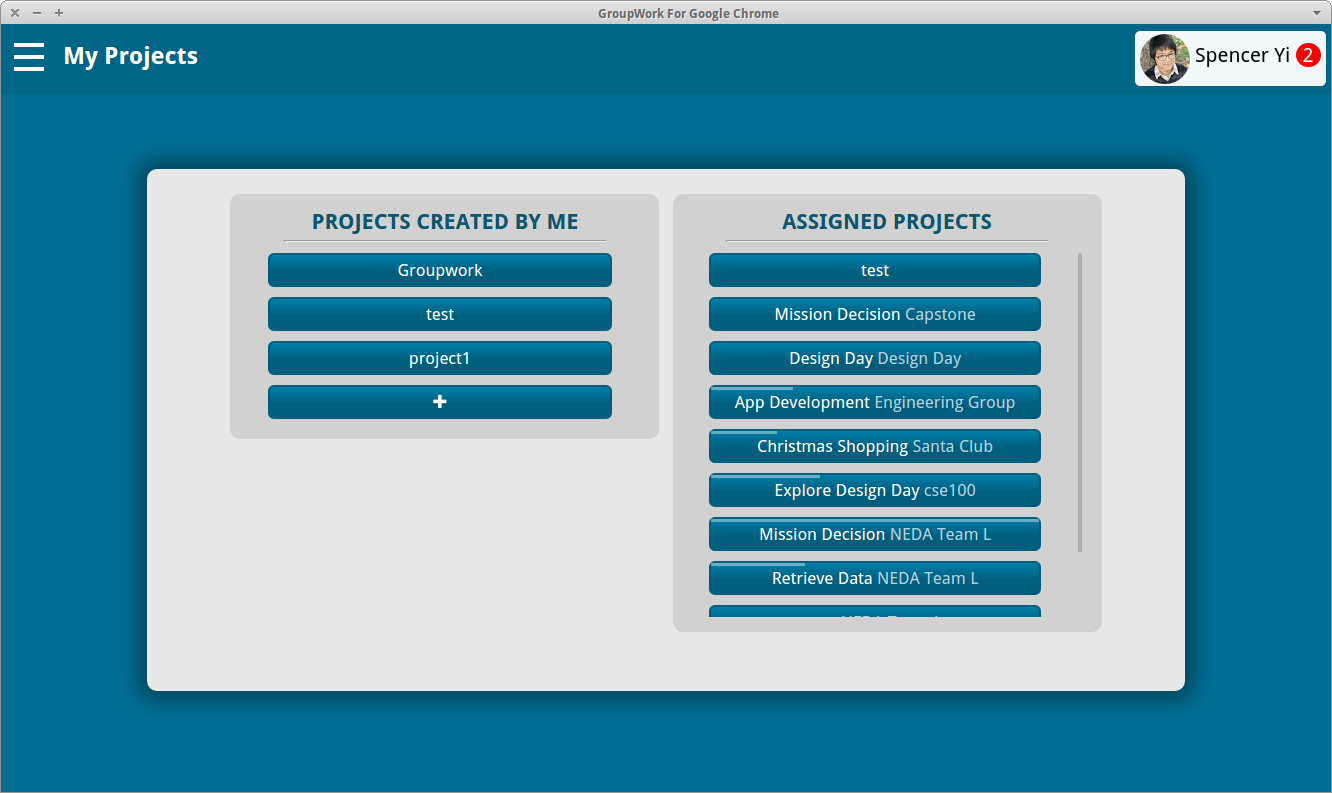 GroupWork For Google Chrome
My Projects
Spencer Yi 2
PROJECTS CREATED BY ME
Groupwork
test
project1
ASSIGNED PROJECTS
test
Mission Decision Capstone
Design Day Design Day
App Development Engineering Group
Christmas Shopping Santa Club
Explore Design Day cse100
Mission Decision NEDA Team L
Retrieve Data NEDA Team L